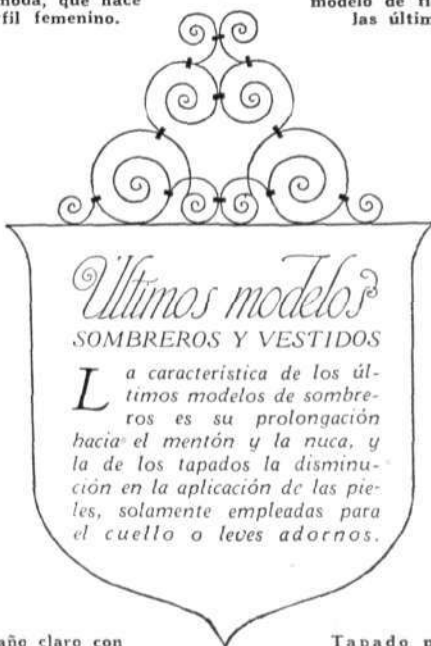 moda, que hace
fil femenino.
modelo de
las últim
Últimos modelos
SOMBREROS Y VESTIDOS
La característica de los úl-
timos modelos de sombre-
ros es su prolongación
hacia el mentón y la nuca, y
la de los tapados la disminu-
ción en la aplicación de las pie-
les, solamente empleadas para
el cuello o leves adornos.
año claro con
Tapado